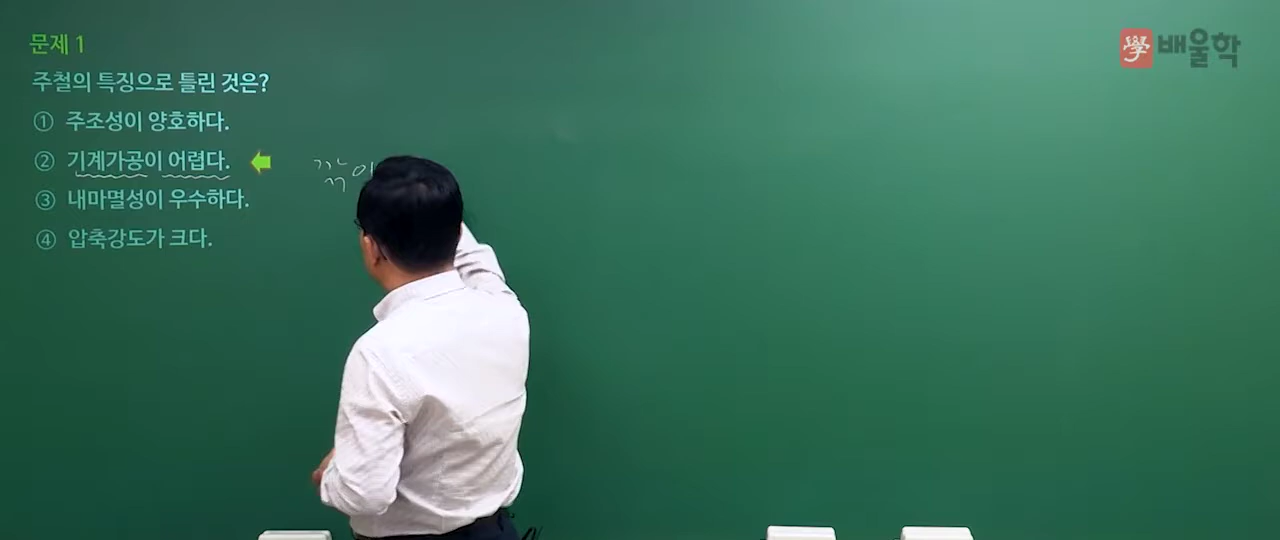 문제 1
學 배울학
주철의 특징으로 틀린 것은?
① 주조성이 양호하다.
② 기계가공이 어렵다.
③ 내마멸성이 우수하다.
④ 압축강도가 크다.